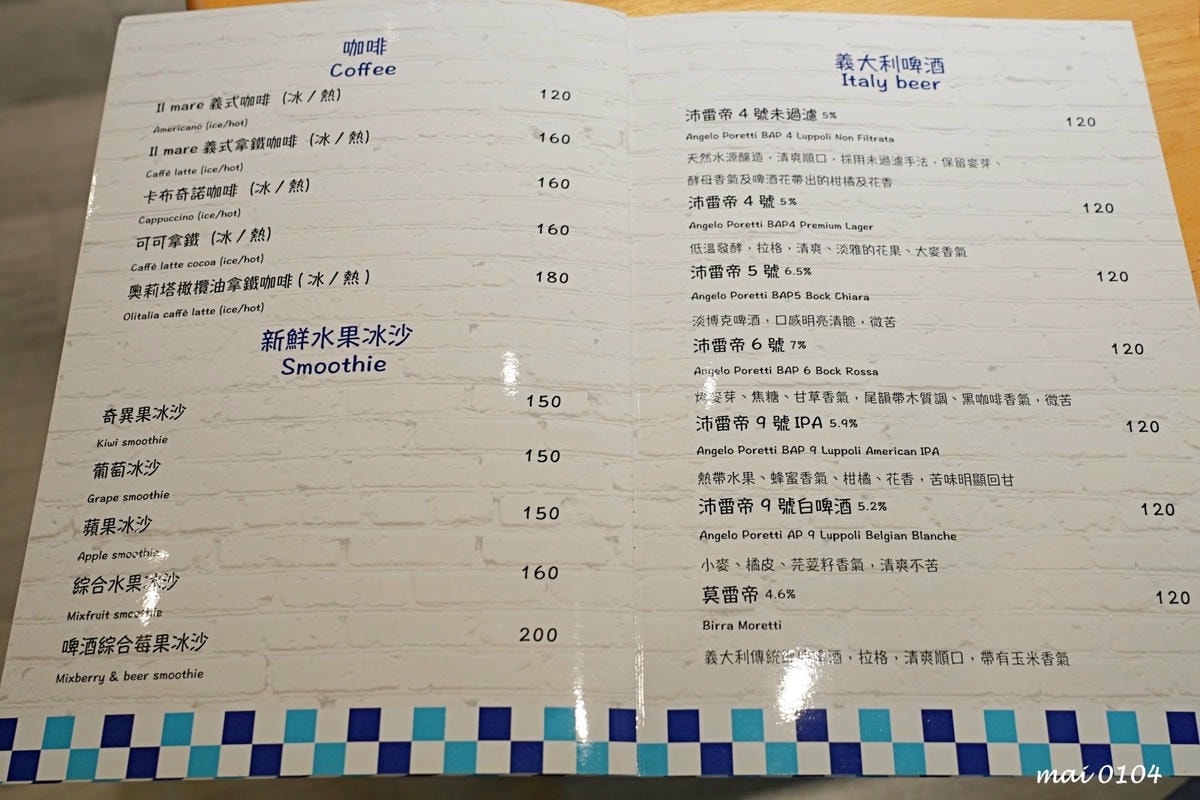 咖啡
Coffee
Il mare 義式咖啡（冰／熱） 120
Americano (ice/hot)
Il mare 義式拿鐵咖啡（冰／熱） 160
Caffè latte (ice/hot)
卡布奇諾咖啡（冰／熱） 160
Cappuccino (ice/hot)
可可拿鐵（冰／熱） 160
Caffè latte cocoa (ice/hot)
奧莉塔橄欖油拿鐵咖啡(冰／熱) 180
Olitalia caffè latte (ice/hot)
新鮮水果冰沙
Smoothie
奇異果冰沙 150
Kiwi smoothie
葡萄冰沙 150
Grape smoothie
蘋果冰沙 150
Apple smoothie
綜合水果冰沙 160
Mixfruit smoothie
啤酒綜合莓果冰沙 200
Mixberry & beer smoothie
義大利啤酒
Italy beer
沛雷帝 4 號未過濾 5% 120
Angelo Poretti BAP 4 Luppoli Non Filtrata
天然水源釀造，清爽順口，採用未過濾手法，保留麥芽、
酵母香氣及啤酒花帶出的柑橘及花香
沛雷帝 4 號 5% 120
Angelo Poretti BAP4 Premium Lager
低溫發酵，拉格，清爽、淡雅的花果、大麥香氣
沛雷帝 5 號 6.5% 120
Angelo Poretti BAP5 Bock Chiara
淡博克啤酒，口感明亮清脆，微苦
沛雷帝 6 號 7% 120
Angelo Poretti BAP 6 Bock Rossa
烤麥芽、焦糖、甘草香氣，尾韻帶木質調、黑咖啡香氣，微苦
沛雷帝 9 號 IPA 5.9% 120
Angelo Poretti BAP 9 Luppoli American IPA
熱帶水果、蜂蜜香氣、柑橘、花香，苦味明顯回甘
沛雷帝 9 號白啤酒 5.2% 120
Angelo Poretti AP 9 Luppoli Belgian Blanche
小麥、橘皮、芫荽籽香氣，清爽不苦
莫雷帝 4.6% 120
Birra Moretti
義大利傳統啤酒，拉格，清爽順口，帶有玉米香氣
mai 0104